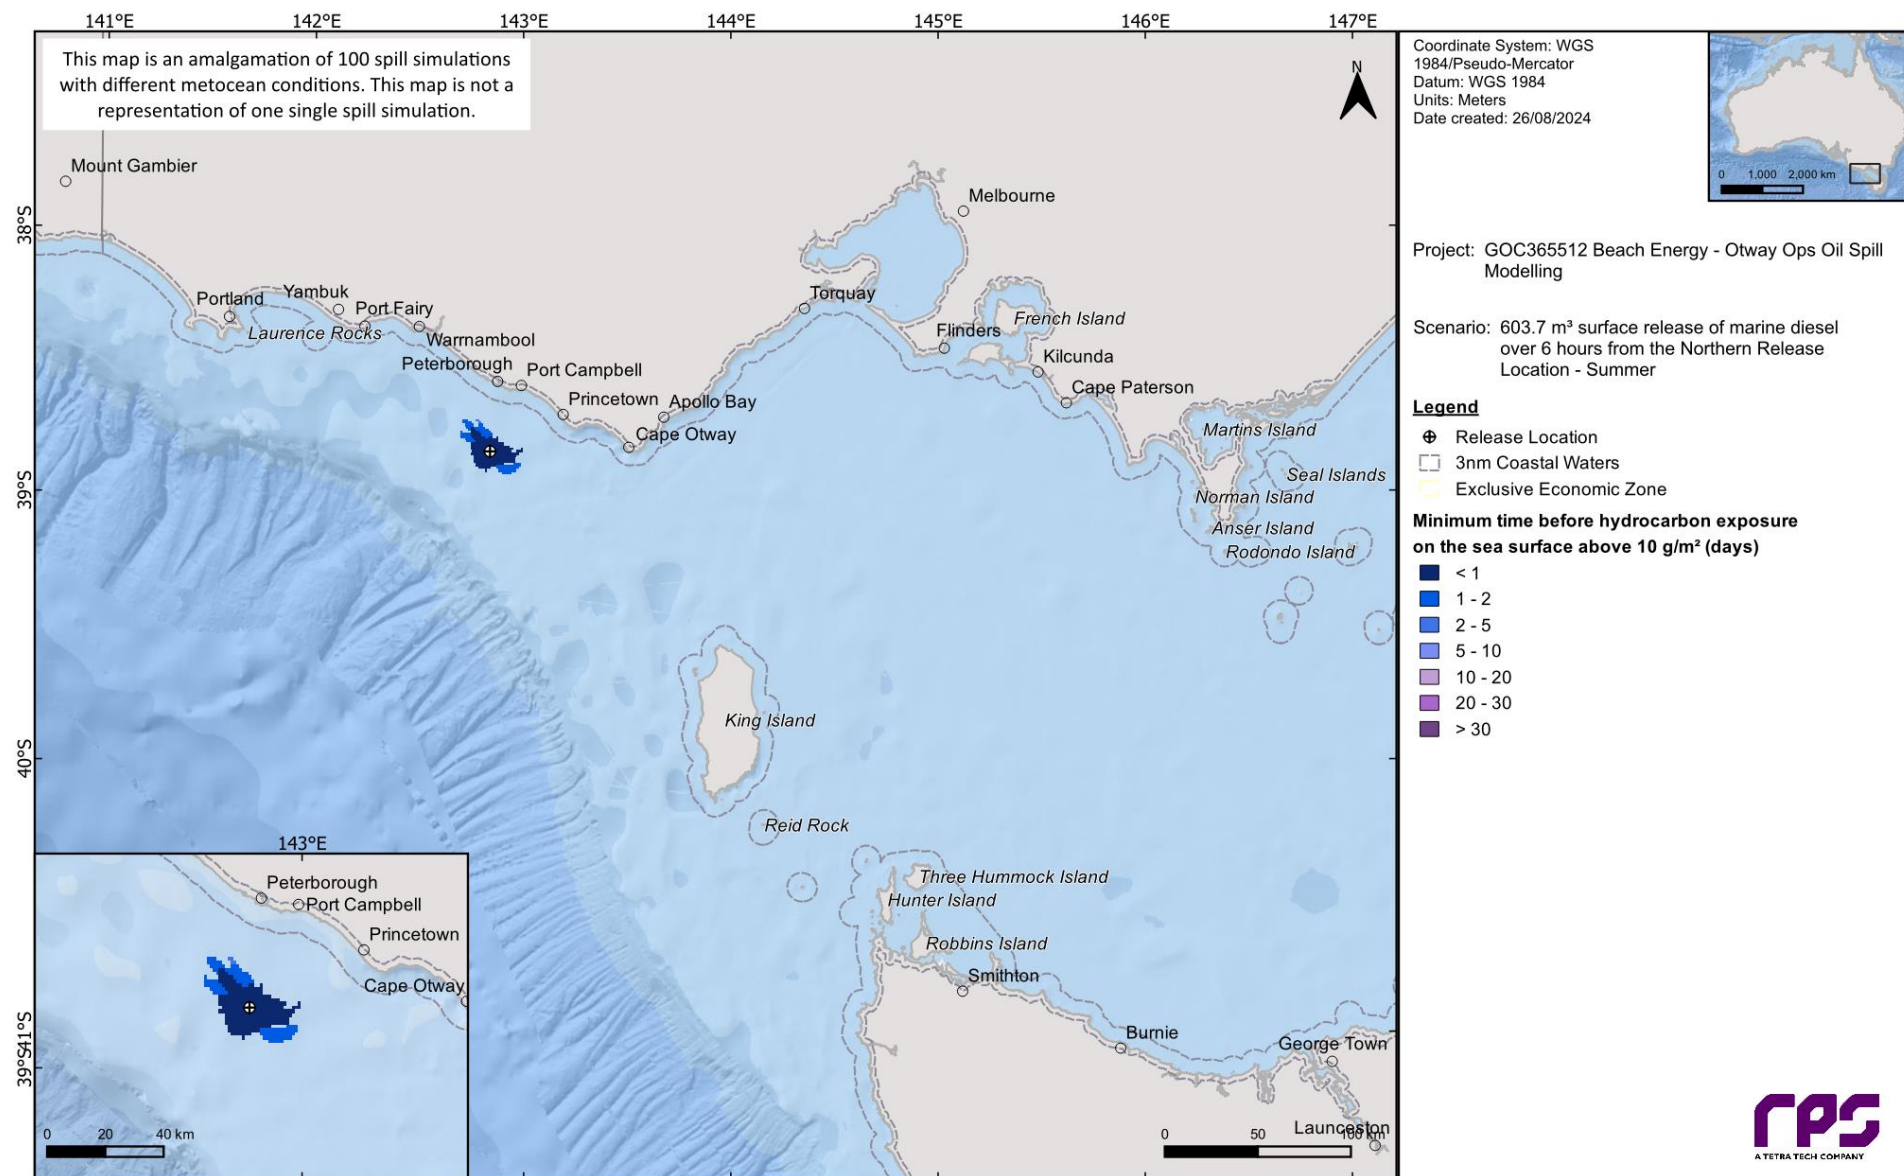 141°E 142°E 143°E 144°E 145°E 146°E 147°E
This map is an amalgamation of 100 spill simulations
with different metocean conditions. This map is not a
representation of one single spill simulation.
N
Mount Gambier
Melbourne
38°S
Portland
Yambuk
Port Fairy
Laurence Rocks
Warrnambool
Peterborough
Port Campbell
Princetown
Apollo Bay
Cape Otway
Torquay
Flinders
French Island
Kilcunda
Cape Paterson
Martins Island
Seal Islands
Norman Island
Anser Island
Rodondo Island
39°S
King Island
40°S
Reid Rock
Three Hummock Island
Hunter Island
Robbins Island
Smithton
Burnie
George Town
Launceston
41°S
0 50 100 km
143°E
Peterborough
Port Campbell
Princetown
Cape Otway
39°S
0 20 40 km
Coordinate System: WGS
1984/Pseudo-Mercator
Datum: WGS 1984
Units: Meters
Date created: 26/08/2024
0 1,000 2,000 km
Project: GOC365512 Beach Energy - Otway Ops Oil Spill
Modelling
Scenario: 603.7 m³ surface release of marine diesel
over 6 hours from the Northern Release
Location - Summer
Legend
Release Location
3nm Coastal Waters
Exclusive Economic Zone
Minimum time before hydrocarbon exposure
on the sea surface above 10 g/m² (days)
< 1
1 - 2
2 - 5
5 - 10
10 - 20
20 - 30
> 30
rps
A TETRA TECH COMPANY